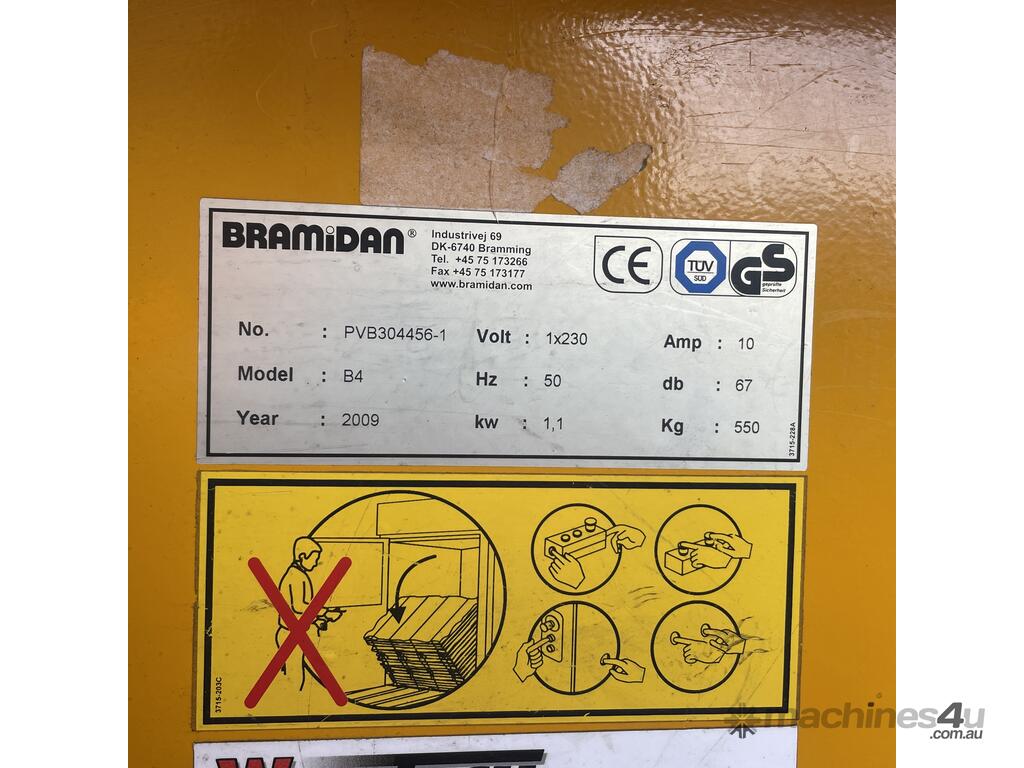 BRAMiDAN®
Industrivej 69
DK-6740 Bramming
Tel. +45 75 173266
Fax +45 75 173177
www.bramidan.com
CE
TÜV
SÜD
GS
geprüfte
Sicherheit
No. : PVB304456-1 Volt : 1x230 Amp : 10
Model : B4 Hz : 50 db : 67
Year : 2009 kw : 1,1 Kg : 550
3715-228A
3715-203C
machines4u
.com.au